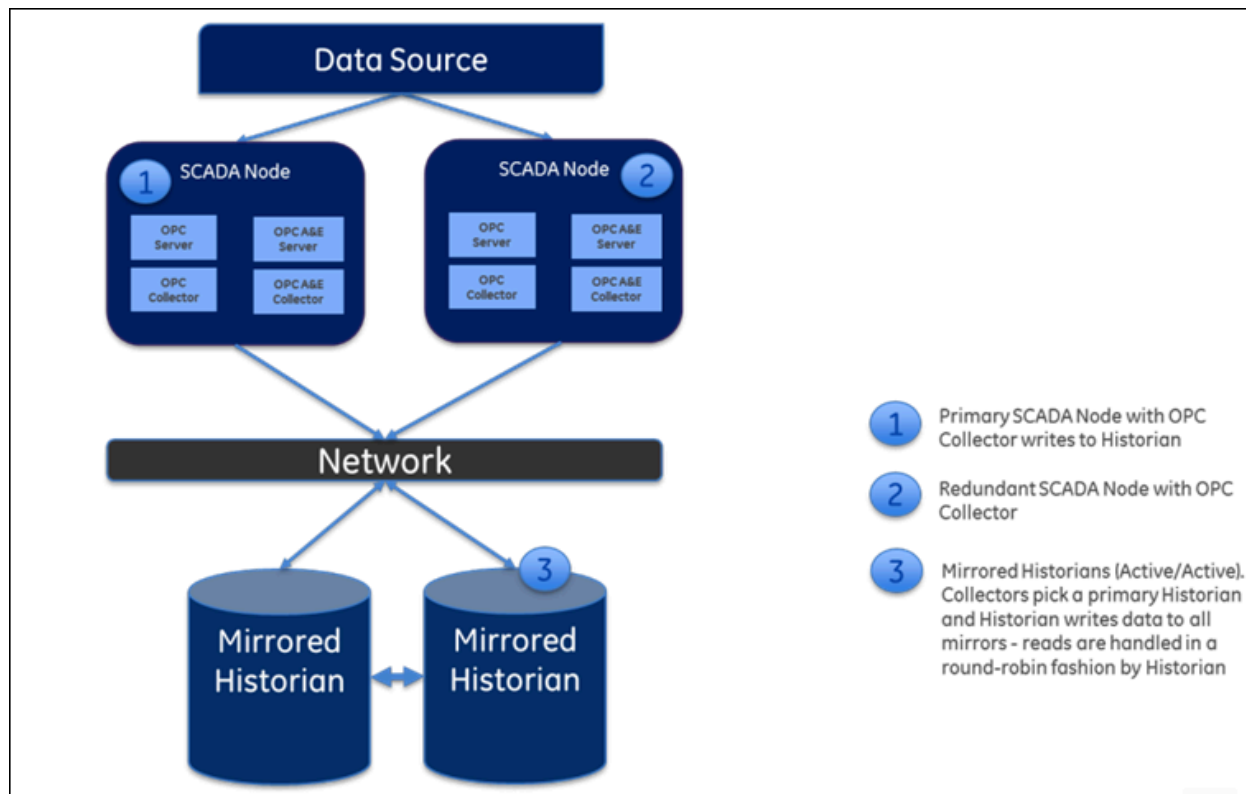 Data Source
1
SCADA Node
OPC
Server
OPC A&E
Server
OPC
Collector
OPC A&E
Collector
SCADA Node
2
OPC
Server
OPC A&E
Server
OPC
Collector
OPC A&E
Collector
Network
3
Mirrored
Historian
Mirrored
Historian
1
Primary SCADA Node with OPC
Collector writes to Historian
2
Redundant SCADA Node with OPC
Collector
3
Mirrored Historians (Active/Active).
Collectors pick a primary Historian
and Historian writes data to all
mirrors - reads are handled in a
round-robin fashion by Historian